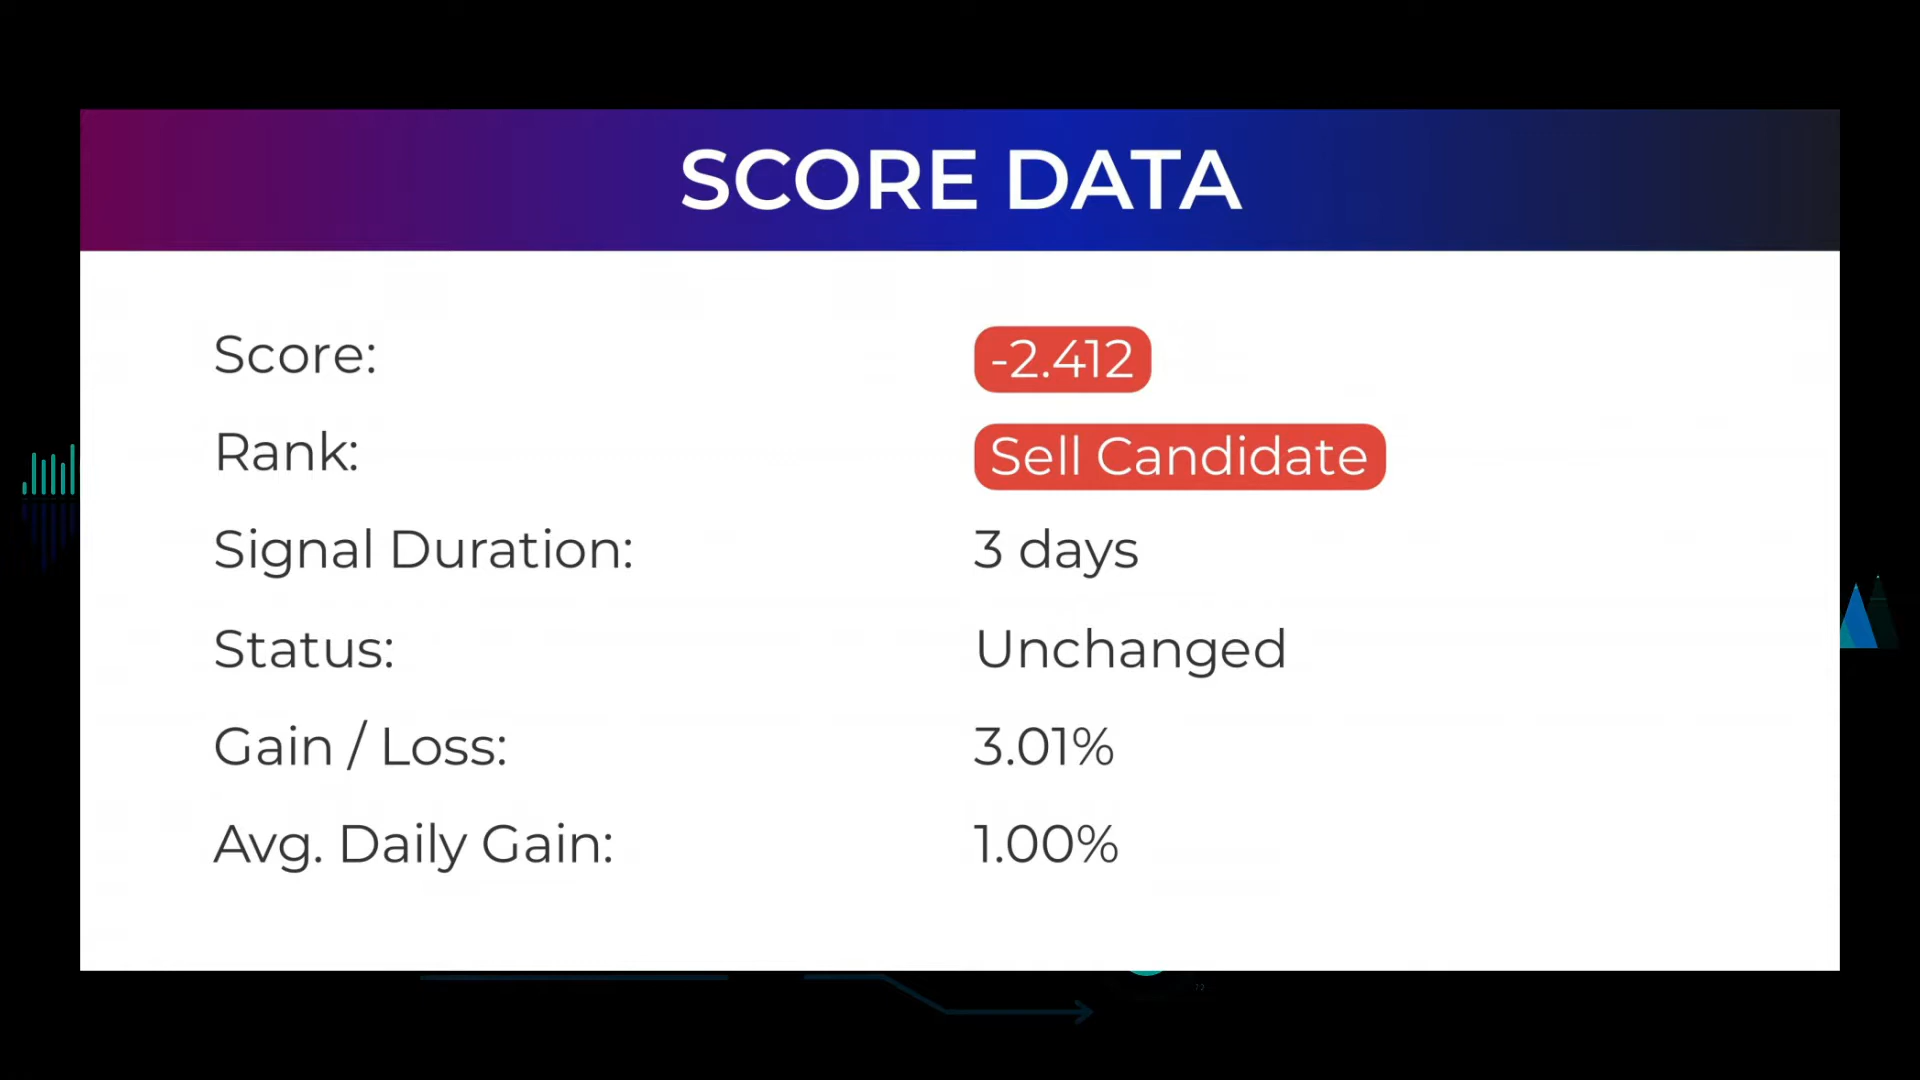 SCORE DATA
Score: -2.412
Rank: Sell Candidate
Signal Duration: 3 days
Status: Unchanged
Gain / Loss: 3.01%
Avg. Daily Gain: 1.00%